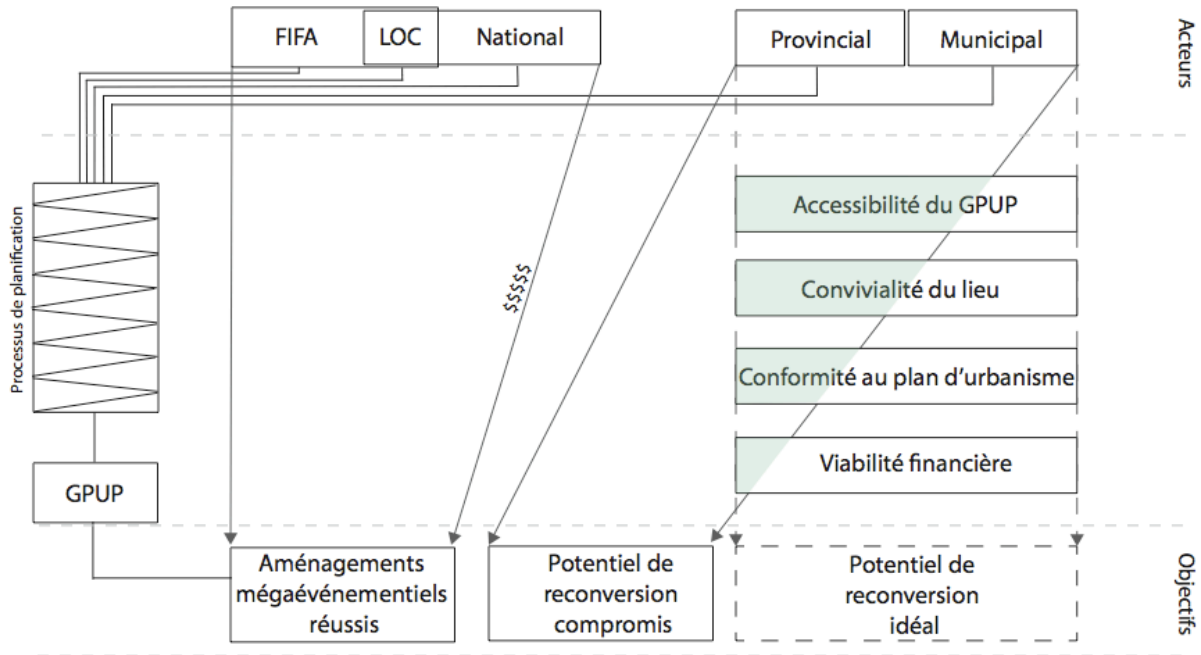 FIFA
LOC
National
Provincial
Municipal
Acteurs
Processus de planification
$$$$$
Accessibilité du GPUP
Convivialité du lieu
Conformité au plan d'urbanisme
Viabilité financière
GPUP
Aménagements
mégaévénementiels
réussis
Potentiel de
reconversion
compromis
Potentiel de
reconversion
idéal
Objectifs